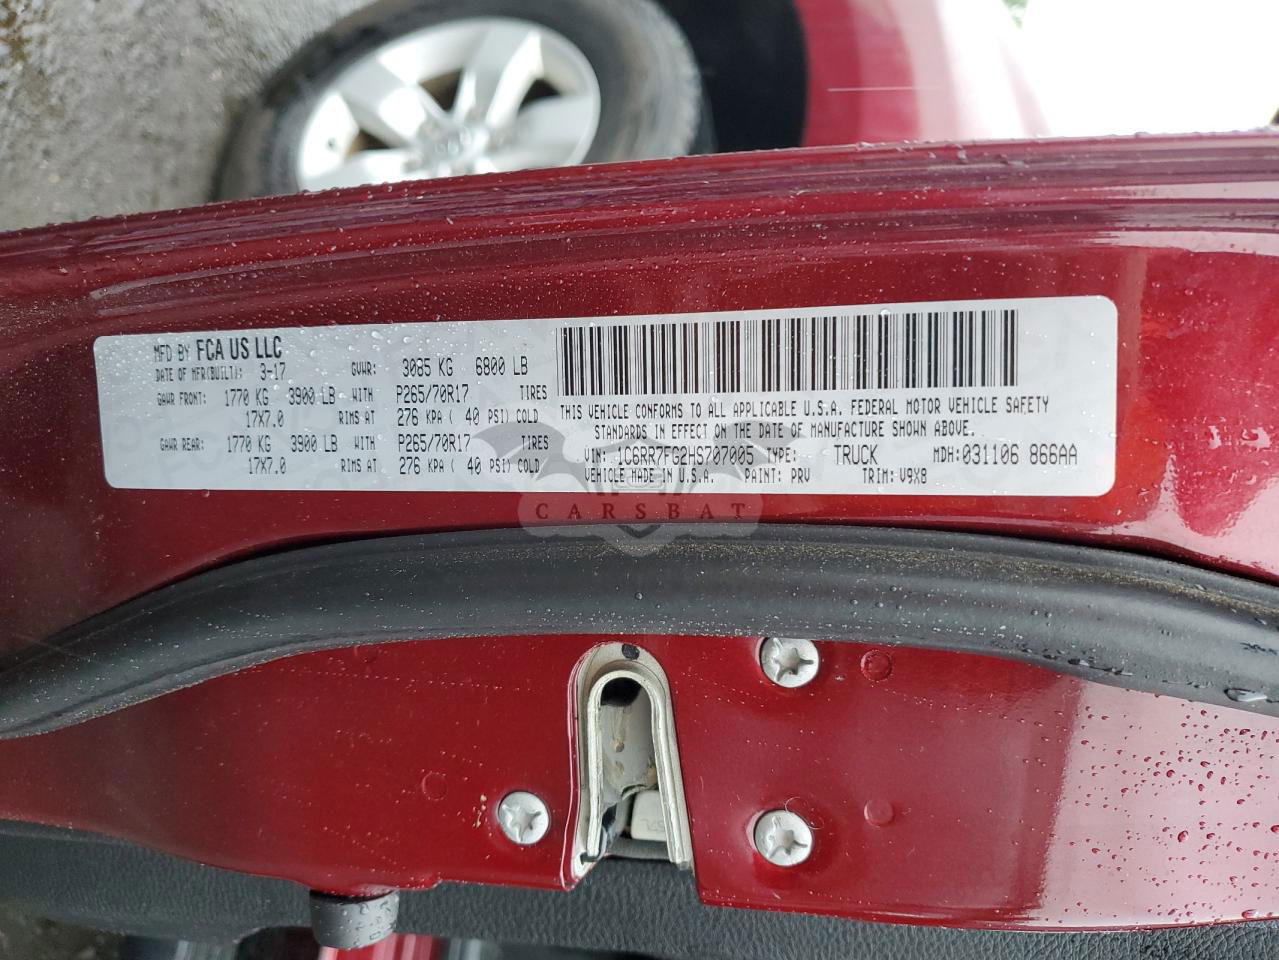 MFD BY FCA US LLC
DATE OF MFR(BUILT): 3-17 GVWR: 3085 KG 6800 LB
GAWR FRONT: 1770 KG 3900 LB WITH P265/70R17 TIRES
17X7.0 RIMS AT 276 KPA ( 40 PSI) COLD
GAWR REAR: 1770 KG 3900 LB WITH P265/70R17 TIRES
17X7.0 RIMS AT 276 KPA ( 40 PSI) COLD
THIS VEHICLE CONFORMS TO ALL APPLICABLE U.S.A. FEDERAL MOTOR VEHICLE SAFETY
STANDARDS IN EFFECT ON THE DATE OF MANUFACTURE SHOWN ABOVE.
VIN: 1C6RR7FG2HS707005 TYPE: TRUCK MDH: 031106 866AA
VEHICLE MADE IN U.S.A. PAINT: PRV TRIM: V9X8
CARSBAT